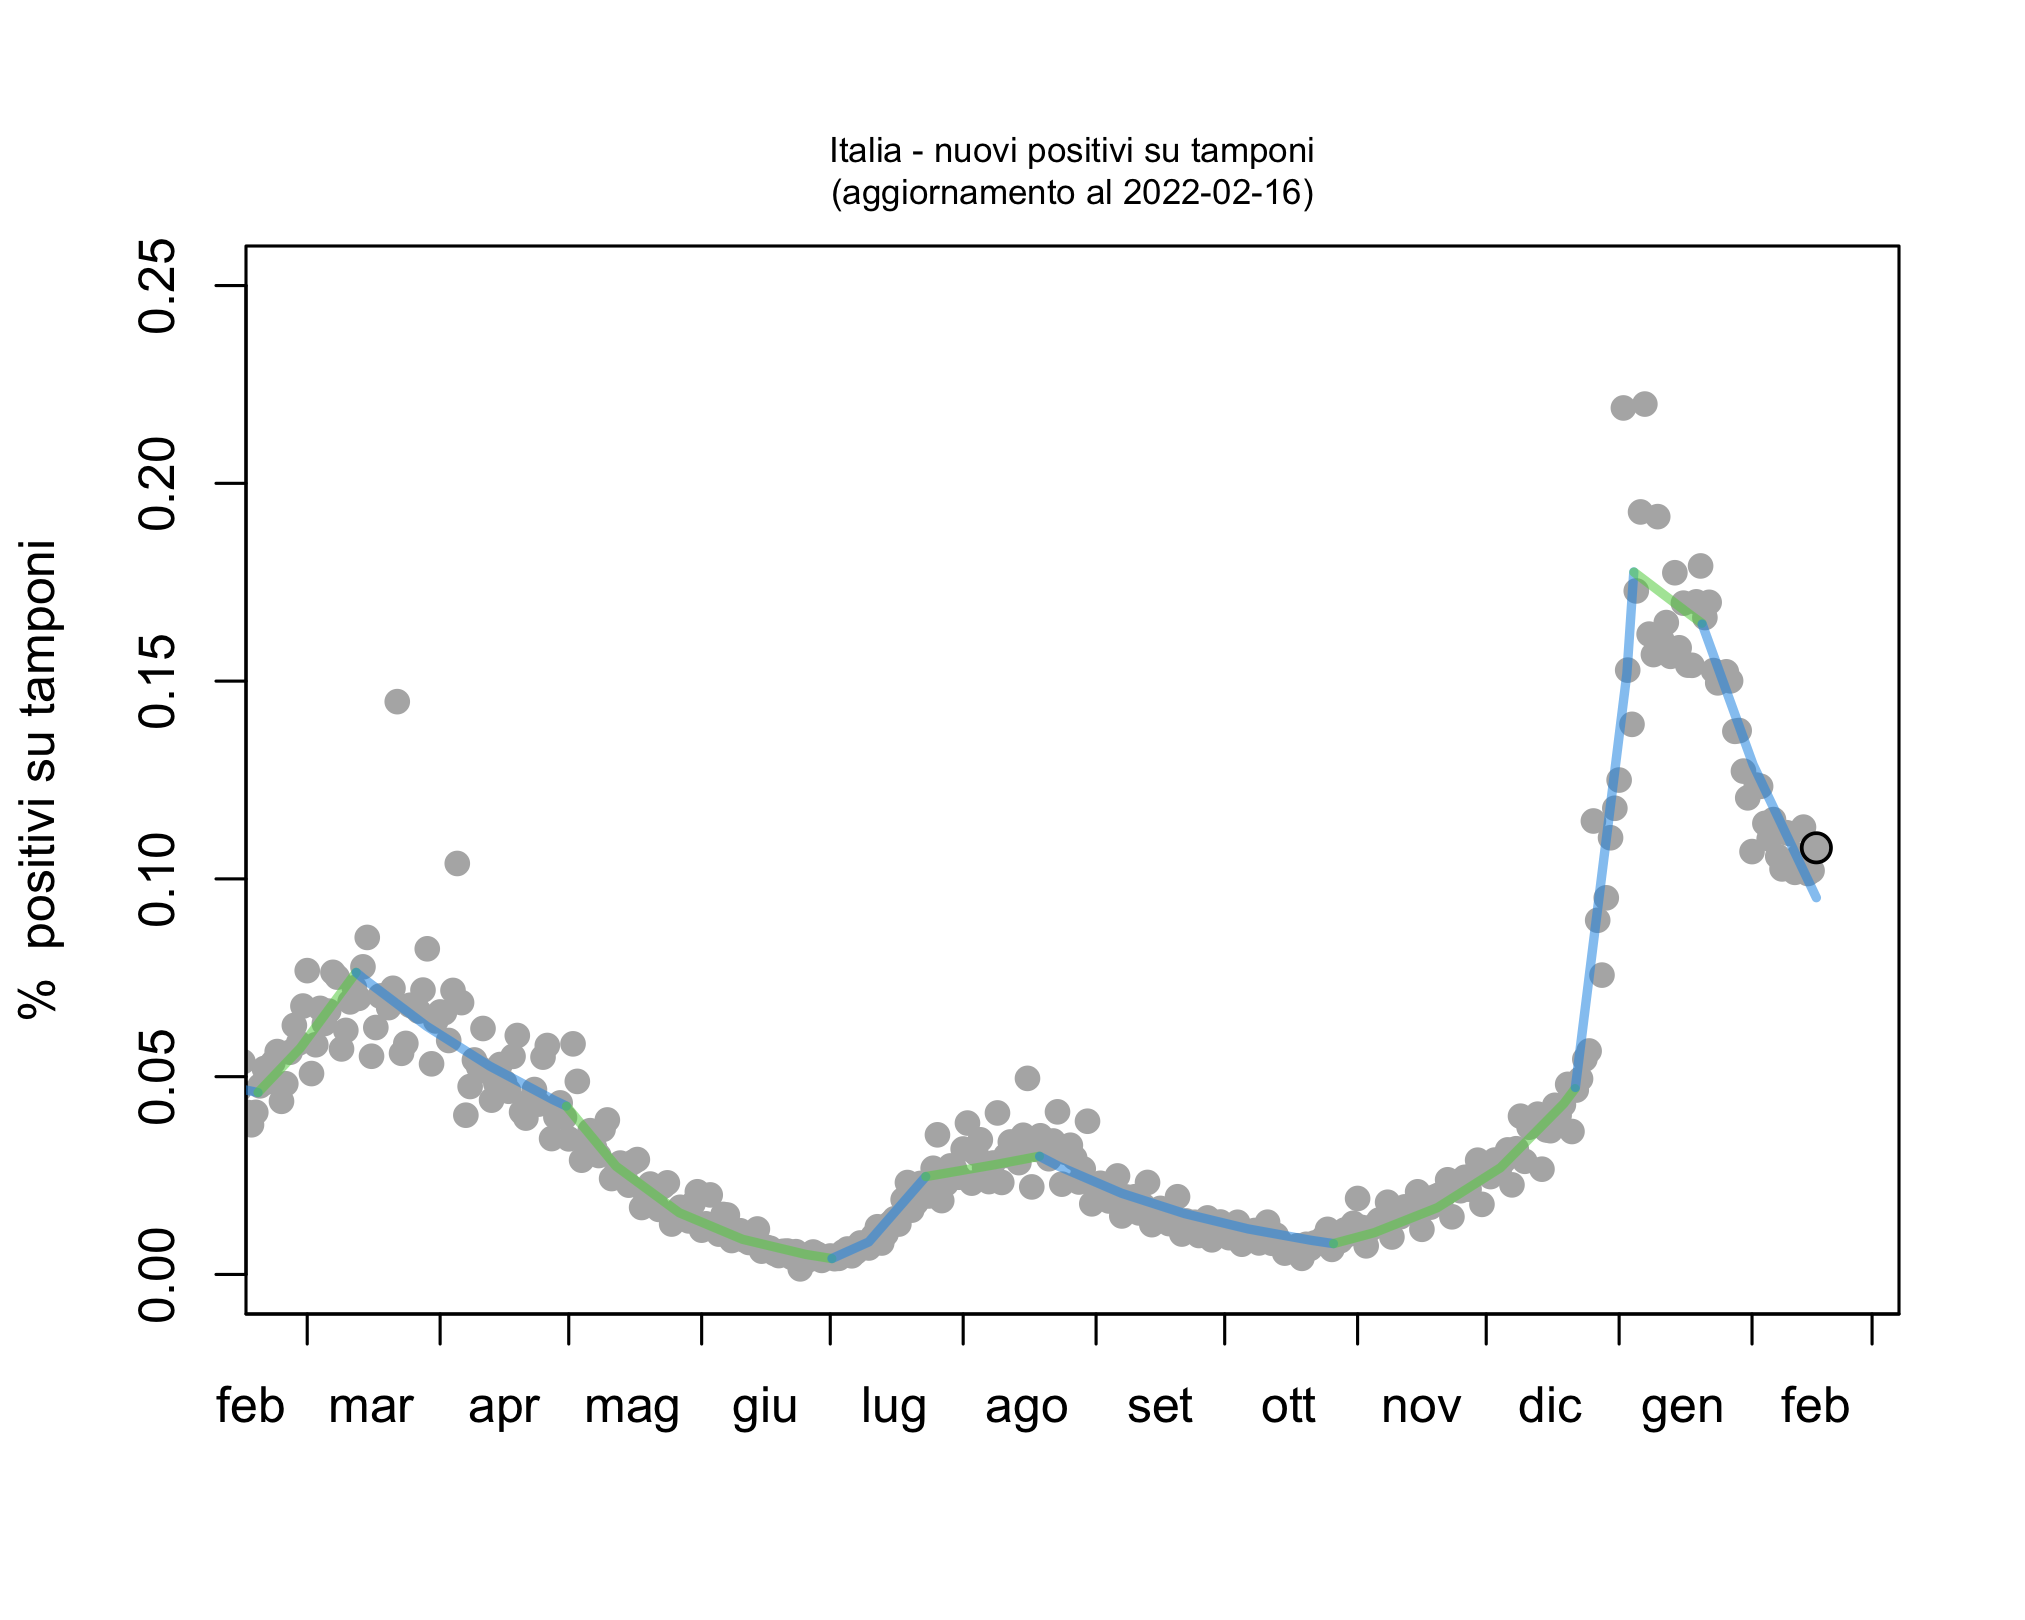 Italia - nuovi positivi su tamponi
(aggiornamento al 2022-02-16)
% positivi su tamponi
0.25
0.20
0.15
0.10
0.05
0.00
feb mar apr mag giu lug ago set ott nov dic gen feb